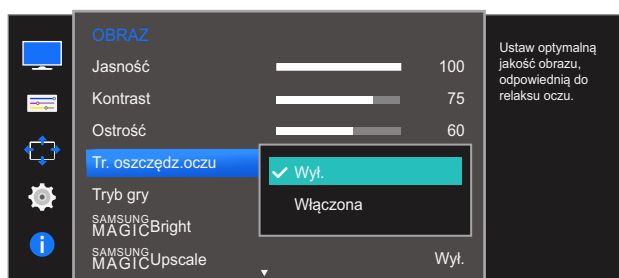 OBRAZ
Jasność 100
Kontrast 75
Ostrość 60
Tr. oszczędz.oczu
Wył.
Włączona
Tryb gry
SAMSUNG MAGIC Bright
SAMSUNG MAGIC Upscale Wył.
Ustaw optymalną
jakość obrazu,
odpowiednią do
relaksu oczu.